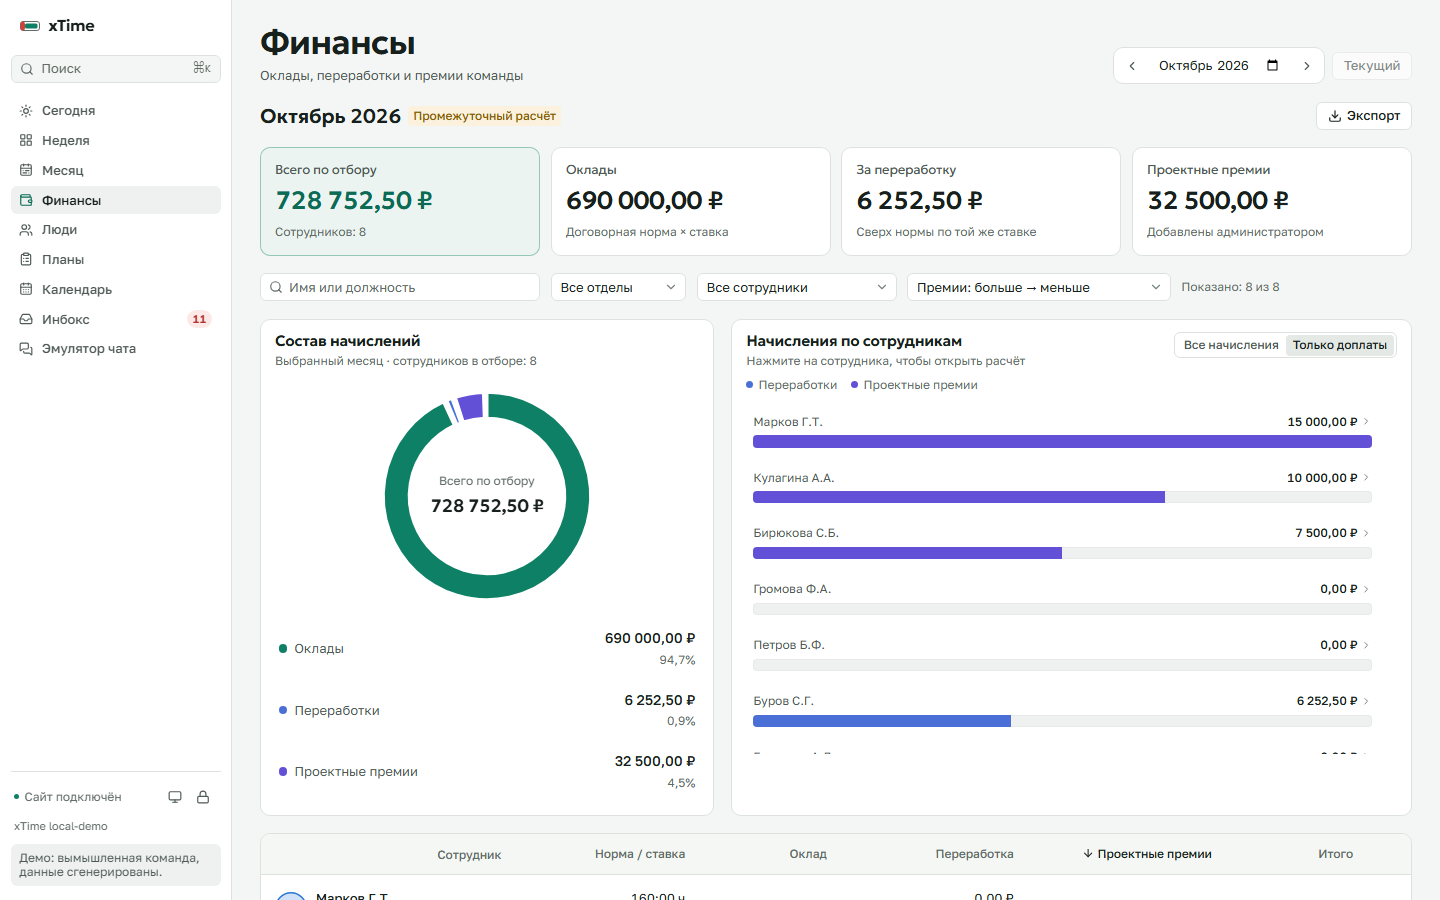 xTime
Поиск
⌘K
Сегодня
Неделя
Месяц
Финансы
Люди
Планы
Календарь
Инбокс 11
Эмулятор чата
Сайт подключён
xTime local-demo
Демо: вымышленная команда,
данные сгенерированы.
Финансы
Оклады, переработки и премии команды
Октябрь 2026
Текущий
Октябрь 2026 Промежуточный расчёт
Экспорт
Всего по отбору
728 752,50 ₽
Сотрудников: 8
Оклады
690 000,00 ₽
Договорная норма × ставка
За переработку
6 252,50 ₽
Сверх нормы по той же ставке
Проектные премии
32 500,00 ₽
Добавлены администратором
Имя или должность
Все отделы
Все сотрудники
Премии: больше → меньше
Показано: 8 из 8
Состав начислений
Выбранный месяц · сотрудников в отборе: 8
Всего по отбору
728 752,50 ₽
Оклады
690 000,00 ₽
94,7%
Переработки
6 252,50 ₽
0,9%
Проектные премии
32 500,00 ₽
4,5%
Начисления по сотрудникам
Нажмите на сотрудника, чтобы открыть расчёт
Все начисления Только доплаты
Переработки Проектные премии
Марков Г.Т. 15 000,00 ₽
Кулагина А.А. 10 000,00 ₽
Бирюкова С.Б. 7 500,00 ₽
Громова Ф.А. 0,00 ₽
Петров Б.Ф. 0,00 ₽
Буров С.Г. 6 252,50 ₽
Сотрудник Норма / ставка Оклад Переработка ↓ Проектные премии Итого
Марков Г.Т. 160:00 ч 0,00 ₽